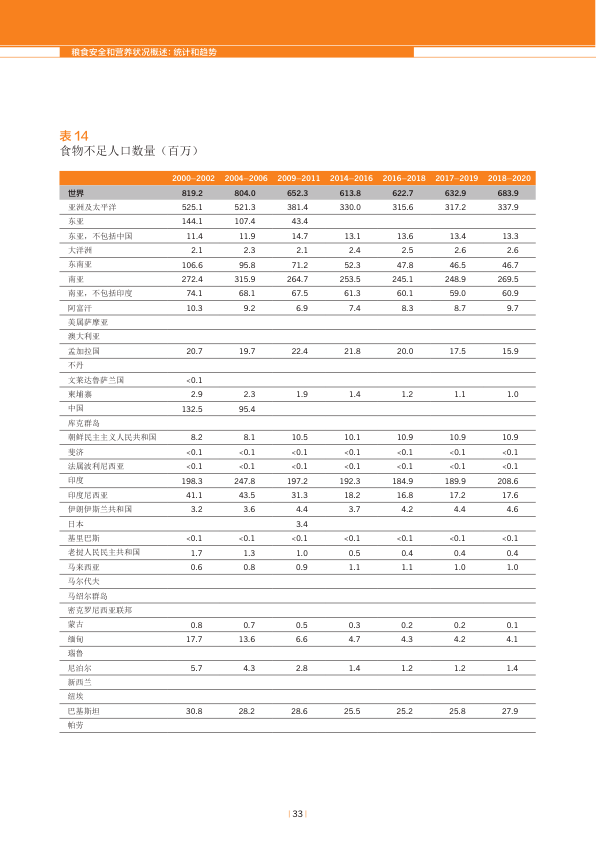 粮食安全和营养状况概述：统计和趋势
表 14
食物不足人口数量（百万）
2000–2002 2004–2006 2009–2011 2014–2016 2016–2018 2017–2019 2018–2020
世界 819.2 804.0 652.3 613.8 622.7 632.9 683.9
亚洲及太平洋 525.1 521.3 381.4 330.0 315.6 317.2 337.9
东亚 144.1 107.4 43.4
东亚，不包括中国 11.4 11.9 14.7 13.1 13.6 13.4 13.3
大洋洲 2.1 2.3 2.1 2.4 2.5 2.6 2.6
东南亚 106.6 95.8 71.2 52.3 47.8 46.5 46.7
南亚 272.4 315.9 264.7 253.5 245.1 248.9 269.5
南亚，不包括印度 74.1 68.1 67.5 61.3 60.1 59.0 60.9
阿富汗 10.3 9.2 6.9 7.4 8.3 8.7 9.7
美属萨摩亚
澳大利亚
孟加拉国 20.7 19.7 22.4 21.8 20.0 17.5 15.9
不丹
文莱达鲁萨兰国 <0.1
柬埔寨 2.9 2.3 1.9 1.4 1.2 1.1 1.0
中国 132.5 95.4
库克群岛
朝鲜民主主义人民共和国 8.2 8.1 10.5 10.1 10.9 10.9 10.9
斐济 <0.1 <0.1 <0.1 <0.1 <0.1 <0.1 <0.1
法属波利尼西亚 <0.1 <0.1 <0.1 <0.1 <0.1 <0.1 <0.1
印度 198.3 247.8 197.2 192.3 184.9 189.9 208.6
印度尼西亚 41.1 43.5 31.3 18.2 16.8 17.2 17.6
伊朗伊斯兰共和国 3.2 3.6 4.4 3.7 4.2 4.4 4.6
日本 3.4
基里巴斯 <0.1 <0.1 <0.1 <0.1 <0.1 <0.1 <0.1
老挝人民民主共和国 1.7 1.3 1.0 0.5 0.4 0.4 0.4
马来西亚 0.6 0.8 0.9 1.1 1.1 1.0 1.0
马尔代夫
马绍尔群岛
密克罗尼西亚联邦
蒙古 0.8 0.7 0.5 0.3 0.2 0.2 0.1
缅甸 17.7 13.6 6.6 4.7 4.3 4.2 4.1
瑙鲁
尼泊尔 5.7 4.3 2.8 1.4 1.2 1.2 1.4
新西兰
纽埃
巴基斯坦 30.8 28.2 28.6 25.5 25.2 25.8 27.9
帕劳
| 33 |